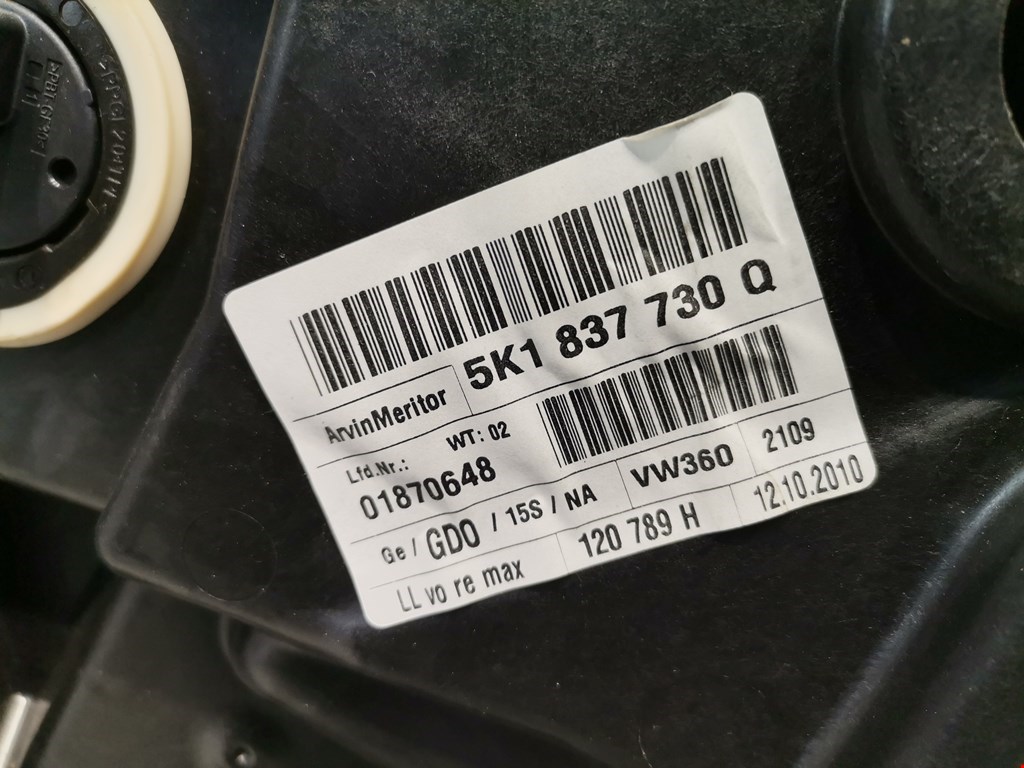 5K1 837 730 Q
ArvinMeritor
WT: 02
Lfd.Nr.:
01870648
Ge / GDO / 15S / NA
VW360
2109
LL vo re max
120 789 H
12.10.2010